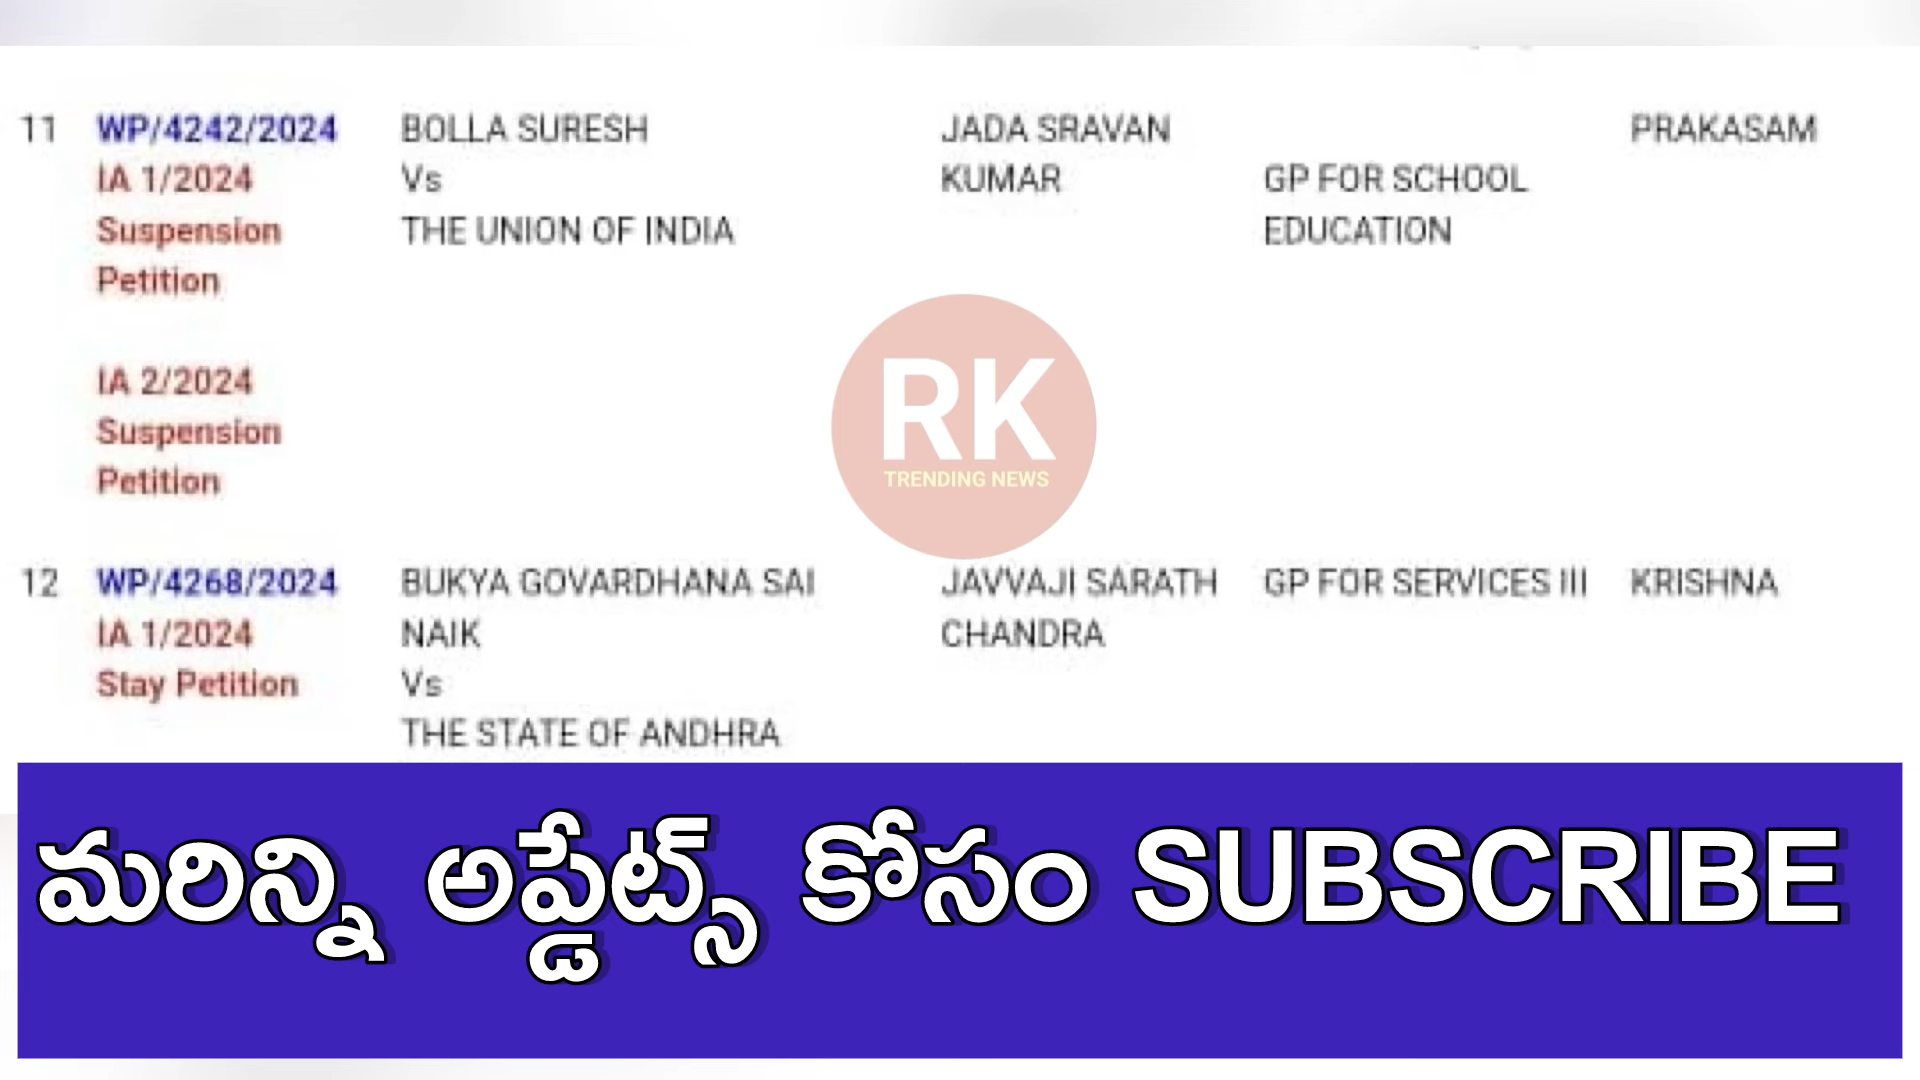 11 WP/4242/2024 BOLLA SURESH JADA SRAVAN PRAKASAM
IA 1/2024 Vs KUMAR GP FOR SCHOOL
Suspension THE UNION OF INDIA EDUCATION
Petition
IA 2/2024
Suspension
Petition
RK
TRENDING NEWS
12 WP/4268/2024 BUKYA GOVARDHANA SAI JAVVAJI SARATH GP FOR SERVICES III KRISHNA
IA 1/2024 NAIK CHANDRA
Stay Petition Vs
THE STATE OF ANDHRA
మరిన్ని అప్డేట్స్ కోసం SUBSCRIBE